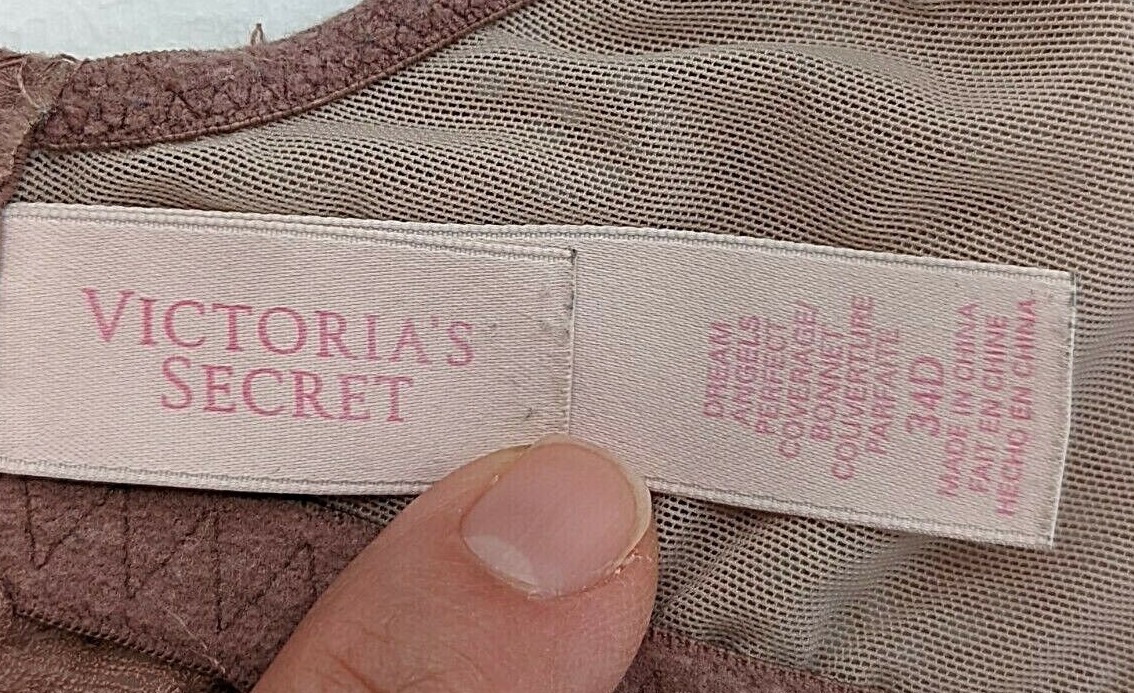 VICTORIA'S
SECRET
DREAM
ANGELS
PERFECT
COVERAGE/
BONNET
COUVERTURE
PARFAITE
34D
MADE IN CHINA
FAIT EN CHINE
HECHO EN CHINA